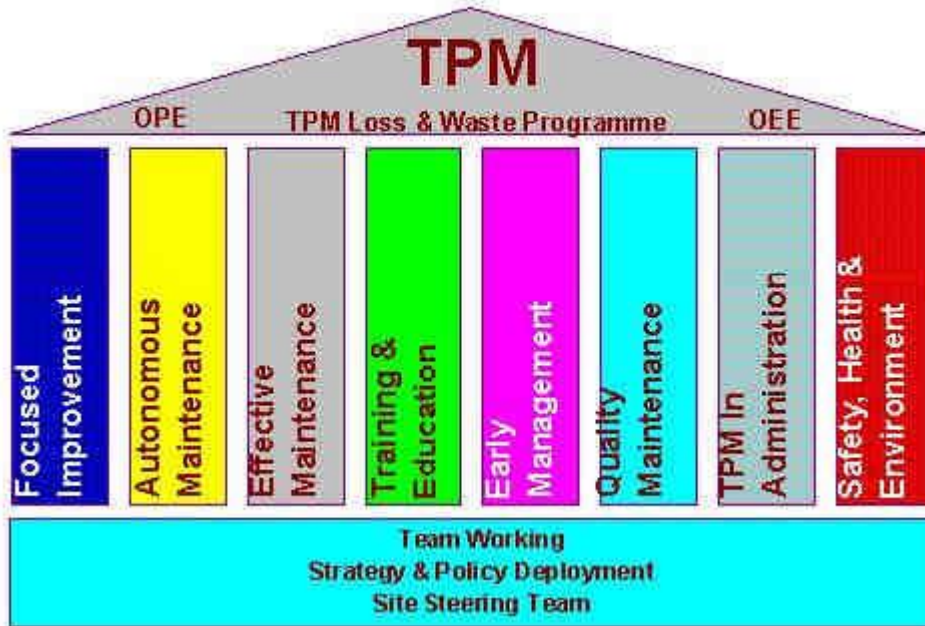 TPM
OPE TPM Loss & Waste Programme OEE
Focused
Improvement
Autonomous
Maintenance
Effective
Maintenance
Training &
Education
Early
Management
Quality
Maintenance
TPM In
Administration
Safety, Health &
Environment
Team Working
Strategy & Policy Deployment
Site Steering Team